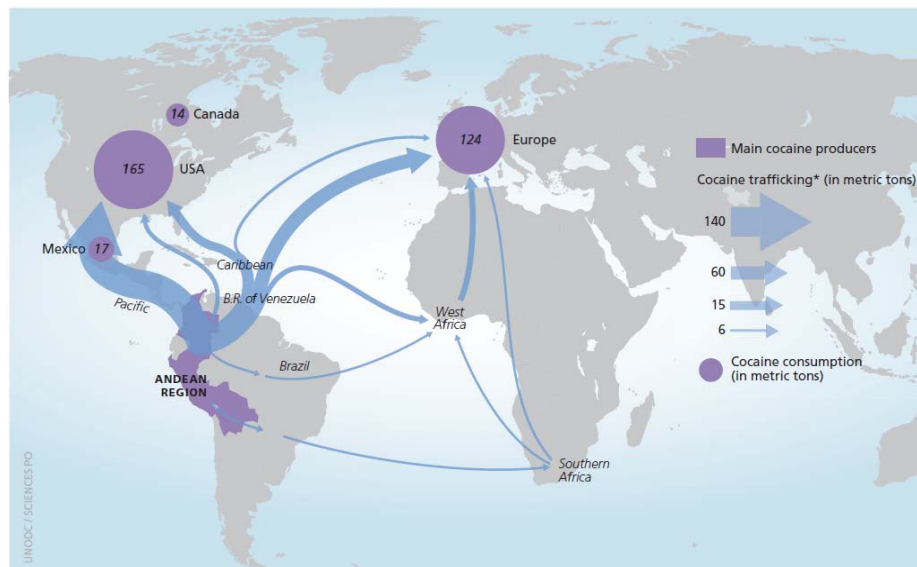 14
Canada
165
USA
124
Europe
Mexico
17
Caribbean
B.R. of Venezuela
Pacific
West
Africa
Brazil
ANDEAN
REGION
Southern
Africa
Main cocaine producers
Cocaine trafficking* (in metric tons)
140
60
15
6
Cocaine consumption
(in metric tons)
UNODC / SCIENCES PO